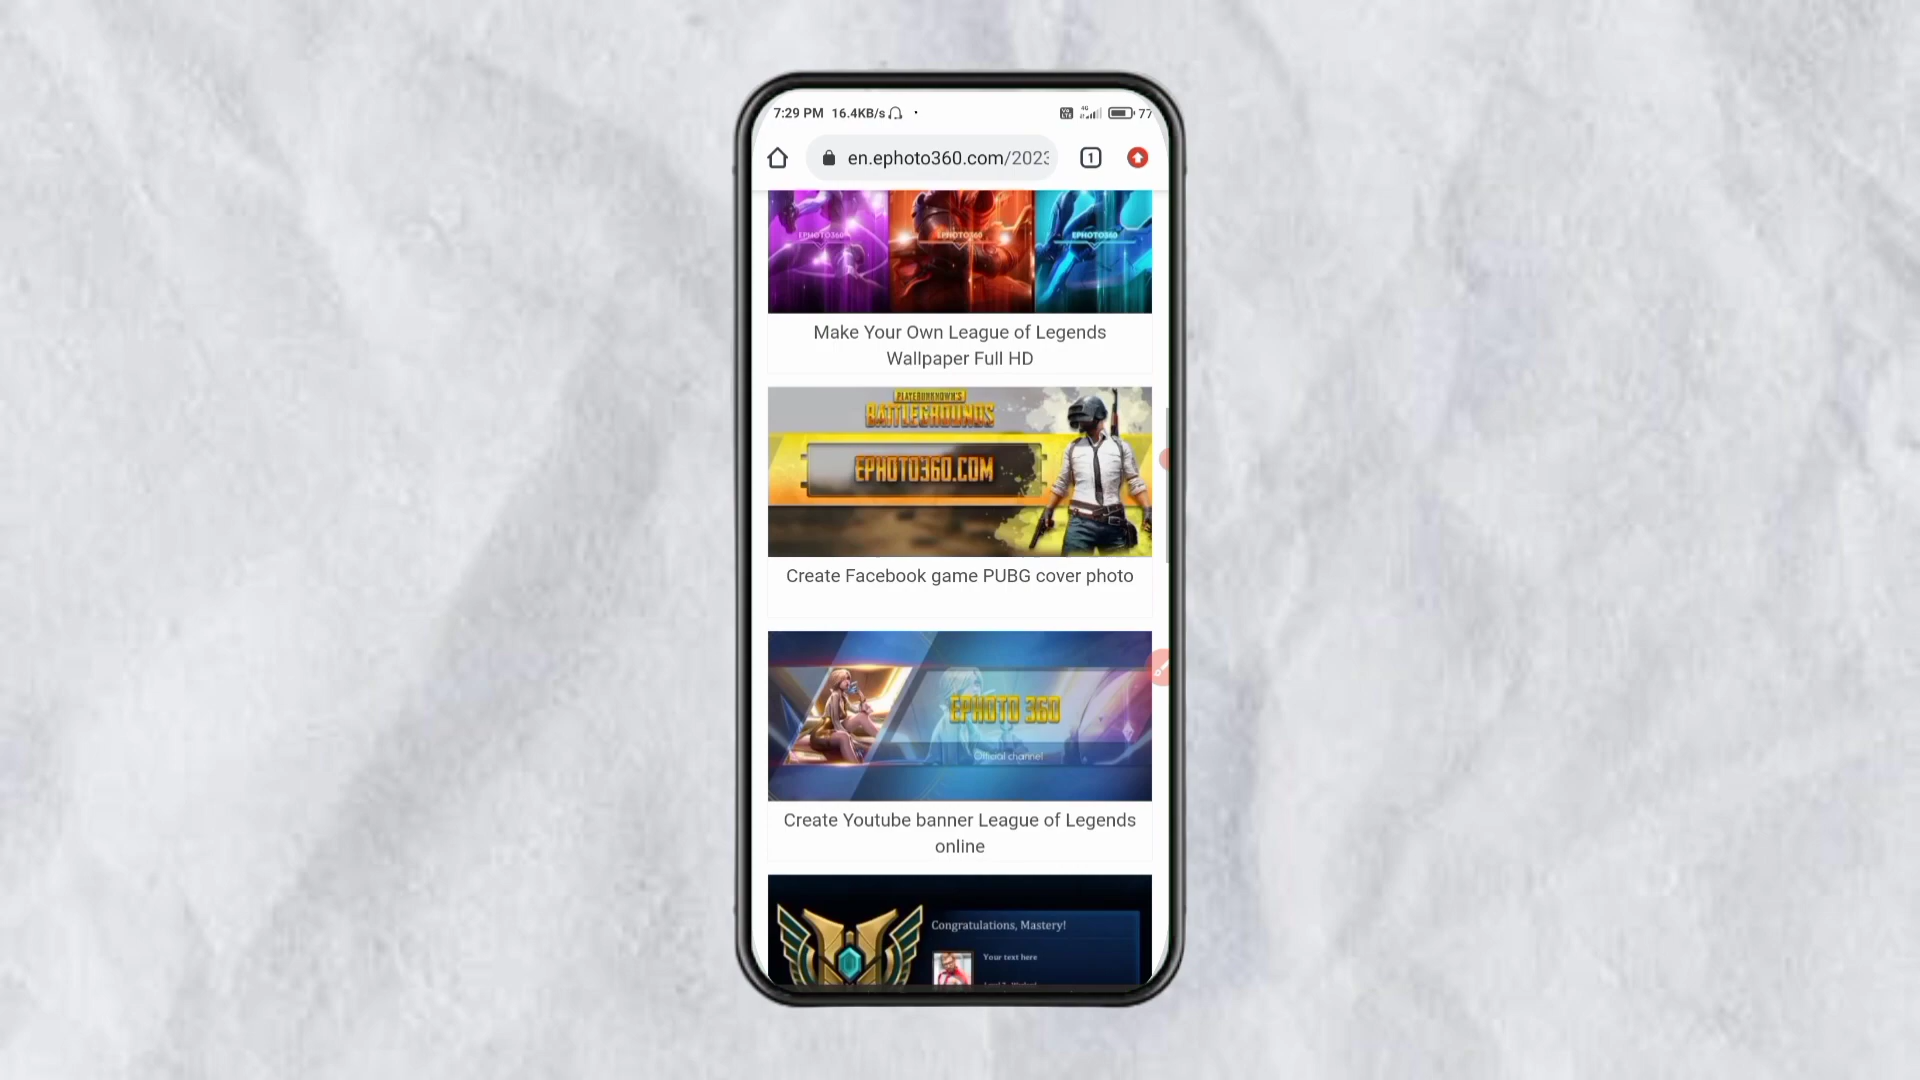 7:29 PM 16.4KB/s
4G
77
en.ephoto360.com/2023
1
EPHOTO360 EPHOTO360 EPHOTO360
Make Your Own League of Legends
Wallpaper Full HD
PLAYERUNKNOWN'S
BATTLEGROUNDS
EPHOTO360.COM
Create Facebook game PUBG cover photo
EPHOTO 360
Official channel
Create Youtube banner League of Legends
online
Congratulations, Mastery!
Your text here